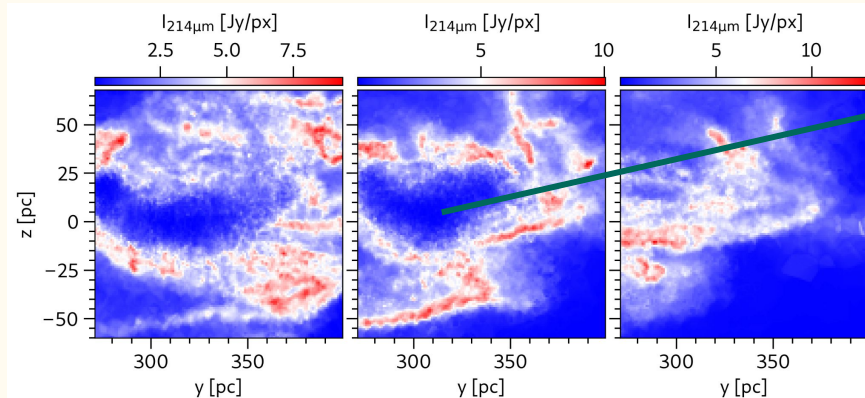 I214μm [Jy/px] I214μm [Jy/px] I214μm [Jy/px]
2.5 5.0 7.5 5 10 5 10
50
25
0
−25
−50
z [pc]
300 350 300 350 300 350
y [pc] y [pc] y [pc]